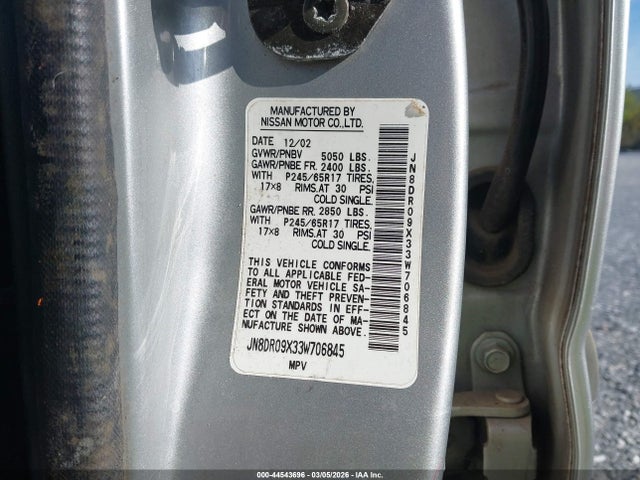 MANUFACTURED BY
NISSAN MOTOR CO.,LTD.
DATE 12/02
GVWR/PNBV 5050 LBS.
GAWR/PNBE FR. 2400 LBS.
WITH P245/65R17 TIRES,
17×8 RIMS,AT 30 PSI
COLD SINGLE.
GAWR/PNBE RR. 2850 LBS.
WITH P245/65R17 TIRES,
17×8 RIMS,AT 30 PSI
COLD SINGLE.
THIS VEHICLE CONFORMS
TO ALL APPLICABLE FED-
ERAL MOTOR VEHICLE SA-
FETY AND THEFT PREVEN-
TION STANDARDS IN EFF-
ECT ON THE DATE OF MA-
NUFACTURE SHOWN ABOVE.
JN8DR09X33W706845
MPV
JN8DR09X33W706845
000-44543696 - 03/05/2026 - IAA Inc.